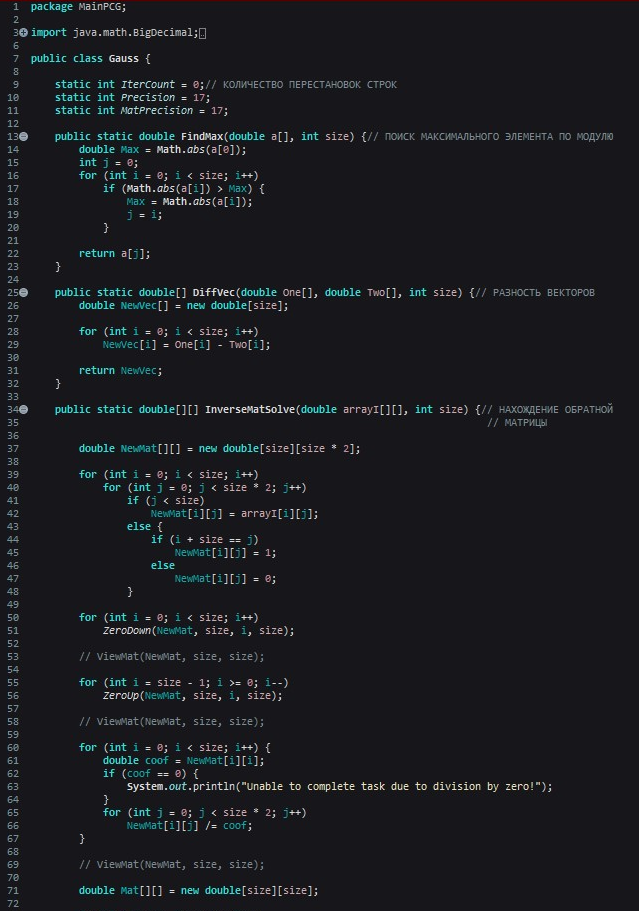 1 package MainPCG;
2
3 import java.math.BigDecimal;
6
7 public class Gauss {
8
9     static int IterCount = 0;// КОЛИЧЕСТВО ПЕРЕСТАНОВОК СТРОК
10     static int Precision = 17;
11     static int MatPrecision = 17;
12
13     public static double FindMax(double a[], int size) {// ПОИСК МАКСИМАЛЬНОГО ЭЛЕМЕНТА ПО МОДУЛЮ
14         double Max = Math.abs(a[0]);
15         int j = 0;
16         for (int i = 0; i < size; i++)
17             if (Math.abs(a[i]) > Max) {
18                 Max = Math.abs(a[i]);
19                 j = i;
20             }
21
22         return a[j];
23     }
24
25     public static double[] DiffVec(double One[], double Two[], int size) {// РАЗНОСТЬ ВЕКТОРОВ
26         double NewVec[] = new double[size];
27
28         for (int i = 0; i < size; i++)
29             NewVec[i] = One[i] - Two[i];
30
31         return NewVec;
32     }
33
34     public static double[][] InverseMatSolve(double arrayI[][], int size) {// НАХОЖДЕНИЕ ОБРАТНОЙ
35                                                                             // МАТРИЦЫ
36
37         double NewMat[][] = new double[size][size * 2];
38
39         for (int i = 0; i < size; i++)
40             for (int j = 0; j < size * 2; j++)
41                 if (j < size)
42                     NewMat[i][j] = arrayI[i][j];
43                 else {
44                     if (i + size == j)
45                         NewMat[i][j] = 1;
46                     else
47                         NewMat[i][j] = 0;
48                 }
49
50         for (int i = 0; i < size; i++)
51             ZeroDown(NewMat, size, i, size);
52
53         // ViewMat(NewMat, size, size);
54
55         for (int i = size - 1; i >= 0; i--)
56             ZeroUp(NewMat, size, i, size);
57
58         // ViewMat(NewMat, size, size);
59
60         for (int i = 0; i < size; i++) {
61             double coof = NewMat[i][i];
62             if (coof == 0) {
63                 System.out.println("Unable to complete task due to division by zero!");
64             }
65             for (int j = 0; j < size * 2; j++)
66                 NewMat[i][j] /= coof;
67         }
68
69         // ViewMat(NewMat, size, size);
70
71         double Mat[][] = new double[size][size];
72